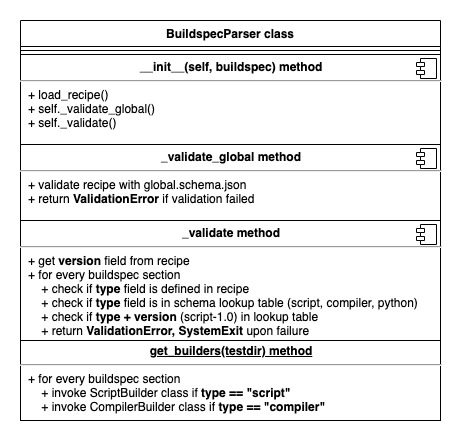 BuildspecParser class
__init__(self, buildspec) method
+ load_recipe()
+ self._validate_global()
+ self._validate()
_validate_global method
+ validate recipe with global.schema.json
+ return ValidationError if validation failed
_validate method
+ get version field from recipe
+ for every buildspec section
+ check if type field is defined in recipe
+ check if type field is in schema lookup table (script, compiler, python)
+ check if type + version (script-1.0) in lookup table
+ return ValidationError, SystemExit upon failure
get_builders(testdir) method
+ for every buildspec section
+ invoke ScriptBuilder class if type == "script"
+ invoke CompilerBuilder class if type == "compiler"